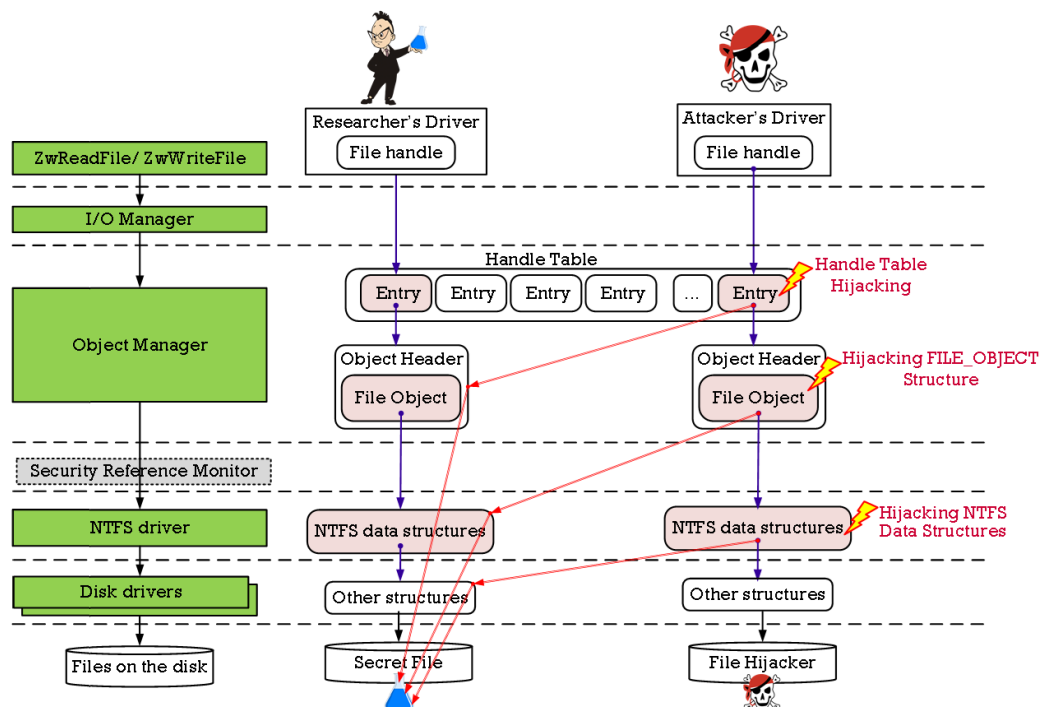 Researcher's Driver
File handle
Attacker's Driver
File handle
ZwReadFile/ ZwWriteFile
I/O Manager
Handle Table
Entry
Entry
Entry
Entry
...
Entry
Handle Table
Hijacking
Object Manager
Object Header
File Object
Object Header
File Object
Hijacking FILE_OBJECT
Structure
Security Reference Monitor
NTFS driver
NTFS data structures
NTFS data structures
Hijacking NTFS
Data Structures
Disk drivers
Other structures
Other structures
Files on the disk
Secret File
File Hijacker